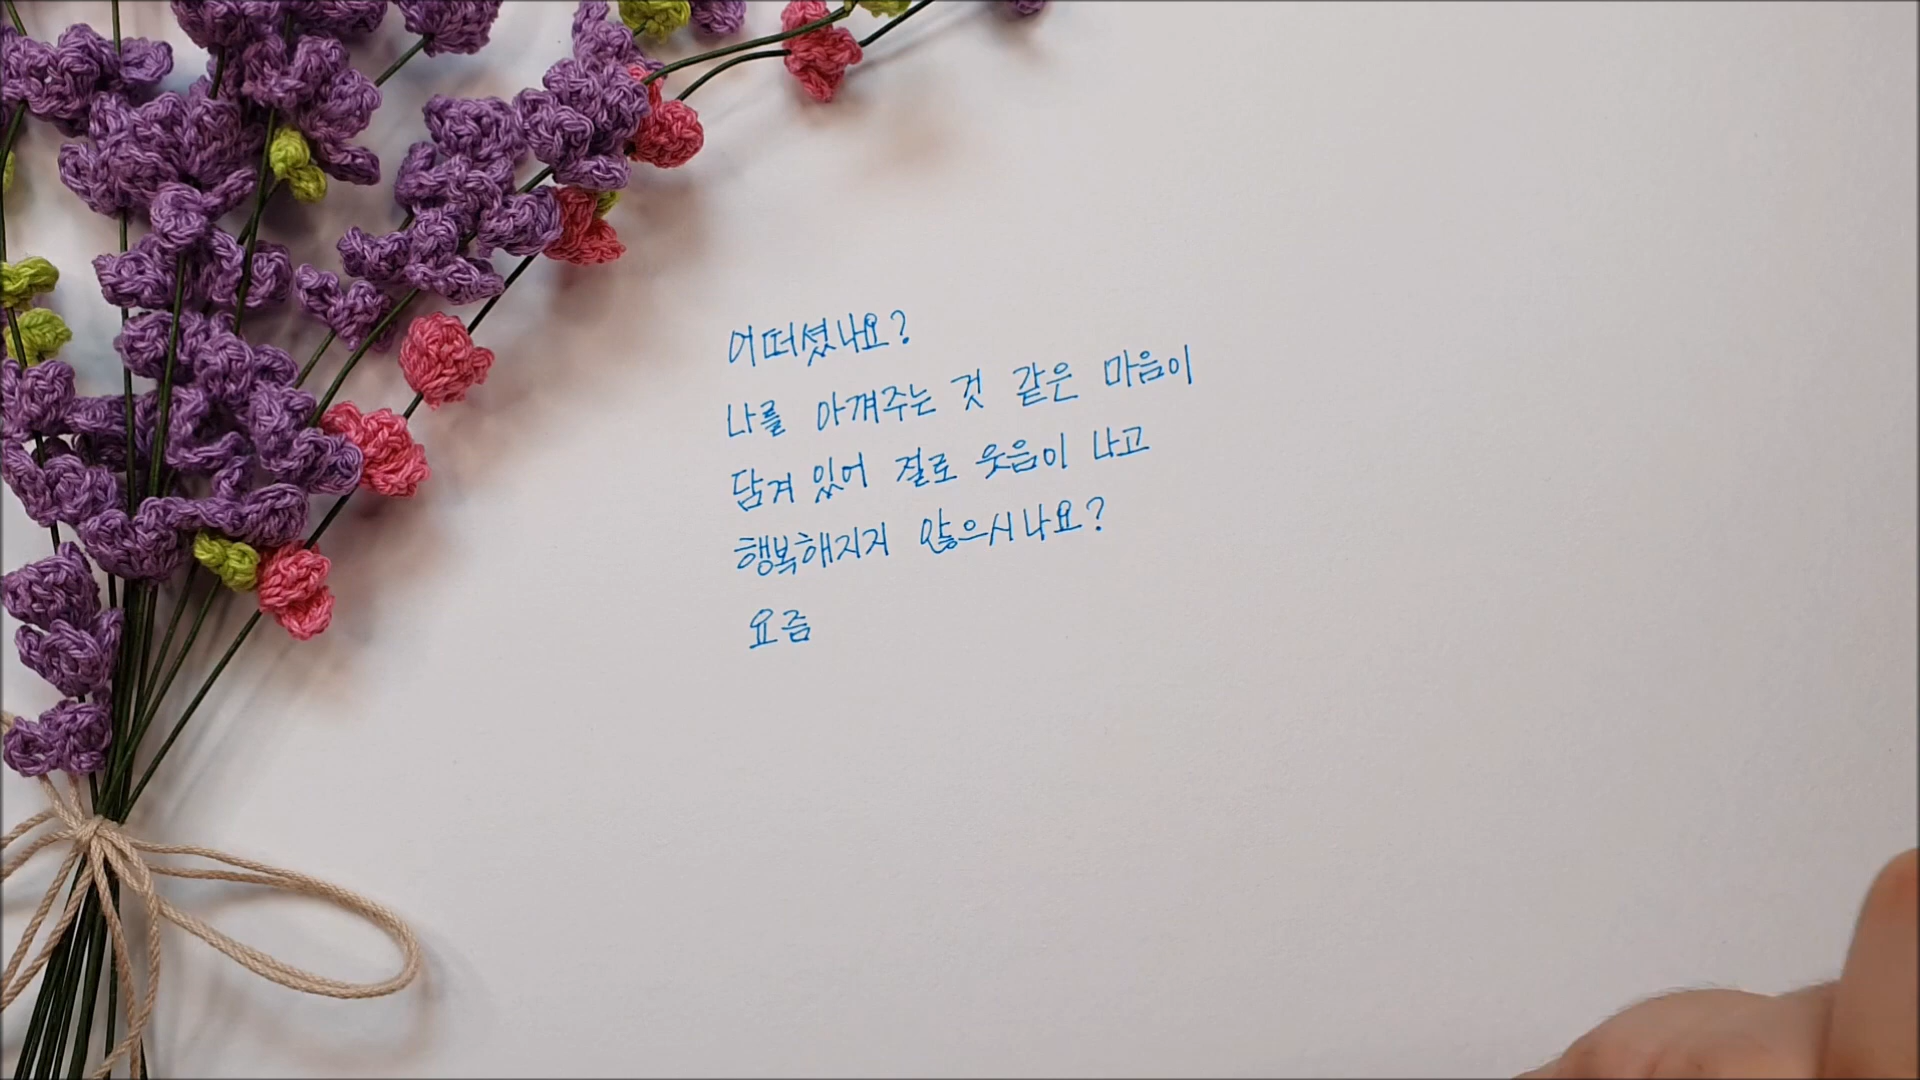 어떠셨나요?
나를 아껴주는 것 같은 마음이
담겨 있어 절로 웃음이 나고
행복해지지 않으시나요?
요즘